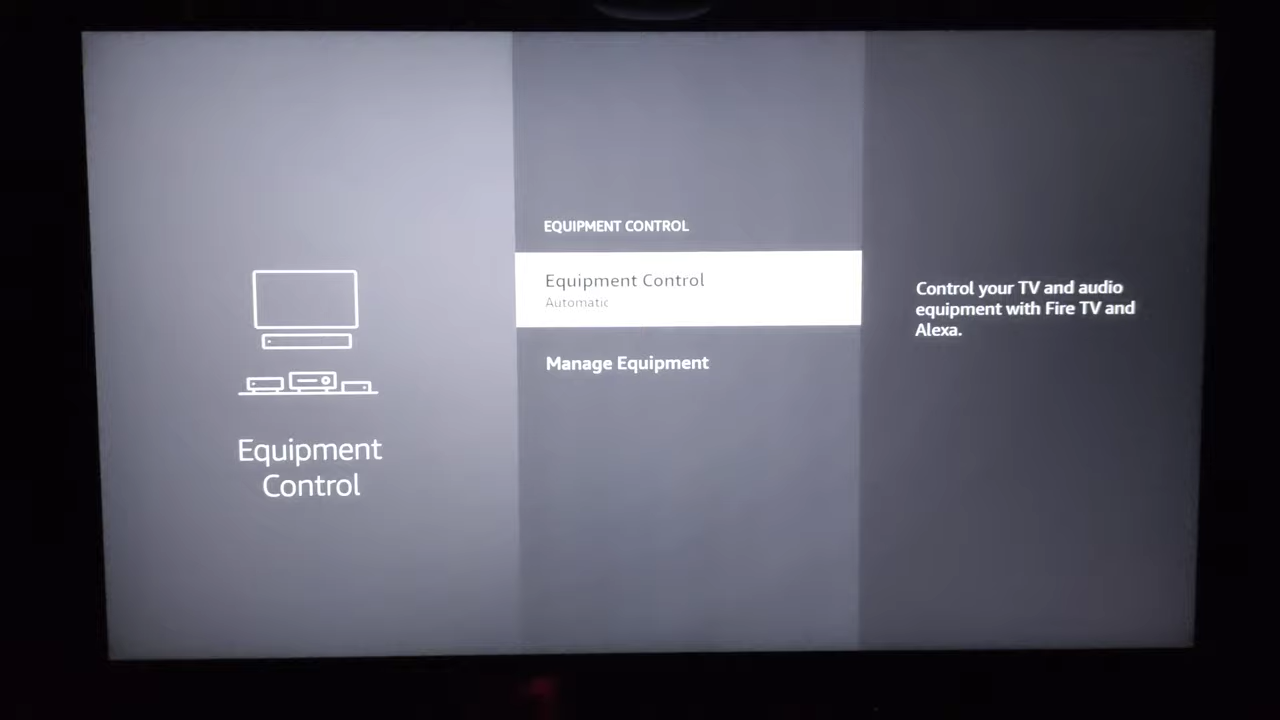 Equipment
Control
EQUIPMENT CONTROL
Equipment Control
Automatic
Manage Equipment
Control your TV and audio
equipment with Fire TV and
Alexa.